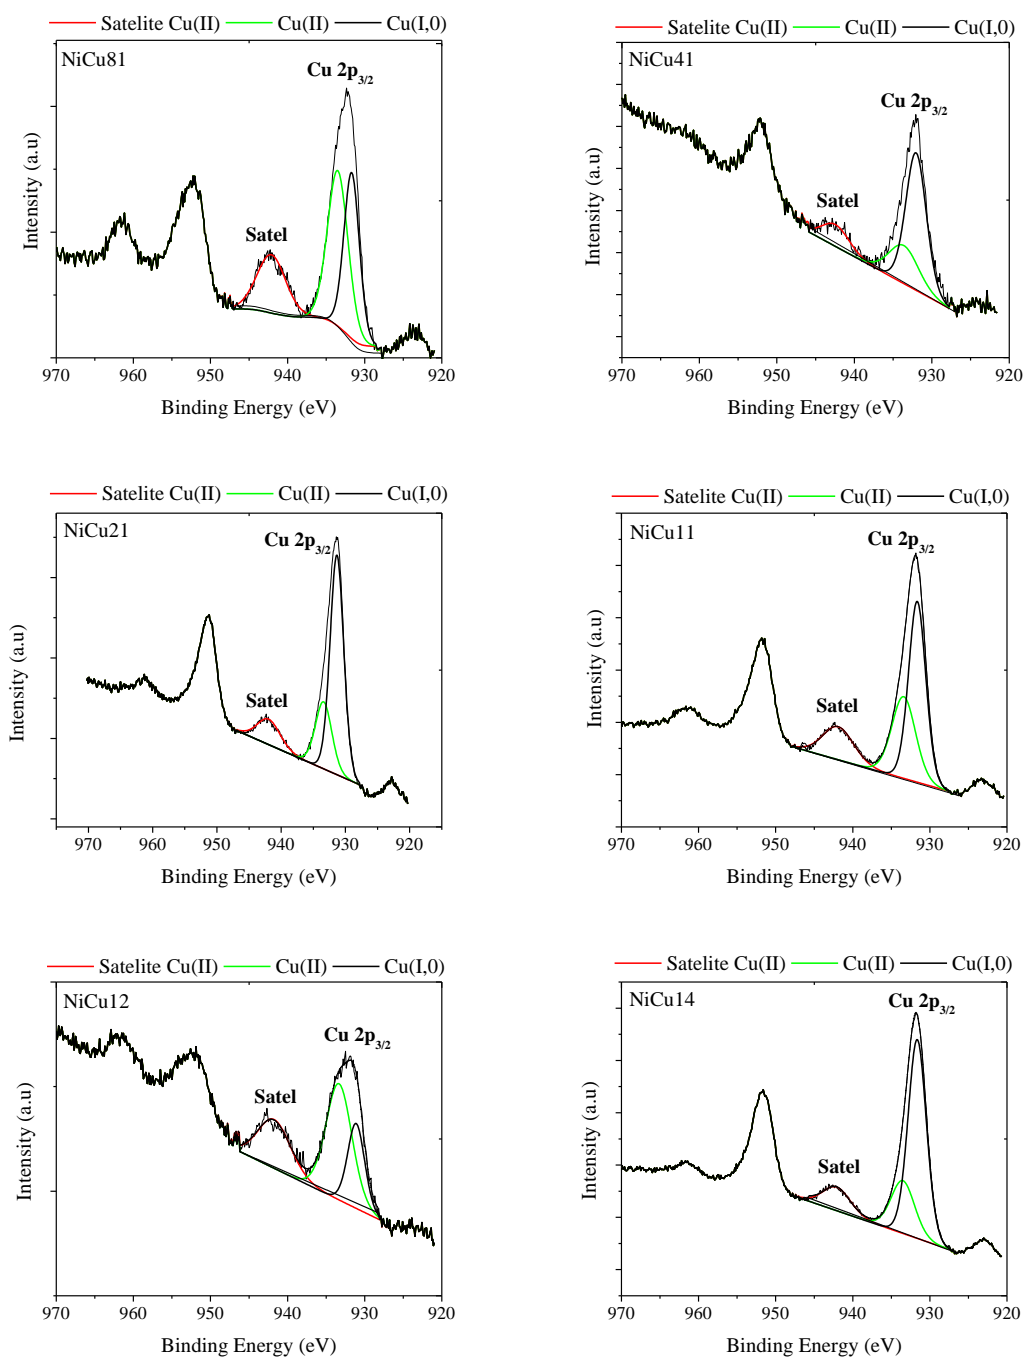 Satelite Cu(II) Cu(II) Cu(I,0)
NiCu81
Cu 2p3/2
Satel
Intensity (a.u)
970 960 950 940 930 920
Binding Energy (eV)
Satelite Cu(II) Cu(II) Cu(I,0)
NiCu41
Cu 2p3/2
Satel
Intensity (a.u)
970 960 950 940 930 920
Binding Energy (eV)
Satelite Cu(II) Cu(II) Cu(I,0)
NiCu21
Cu 2p3/2
Satel
Intensity (a.u)
970 960 950 940 930 920
Binding Energy (eV)
Satelite Cu(II) Cu(II) Cu(I,0)
NiCu11
Cu 2p3/2
Satel
Intensity (a.u)
970 960 950 940 930 920
Binding Energy (eV)
Satelite Cu(II) Cu(II) Cu(I,0)
NiCu12
Cu 2p3/2
Satel
Intensity (a.u)
970 960 950 940 930 920
Binding Energy (eV)
Satelite Cu(II) Cu(II) Cu(I,0)
NiCu14
Cu 2p3/2
Satel
Intensity (a.u)
970 960 950 940 930 920
Binding Energy (eV)